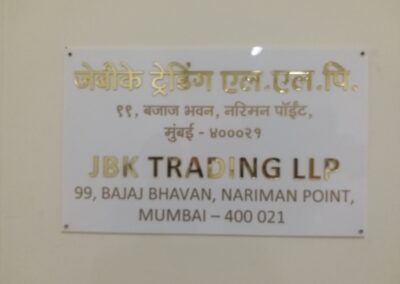 जेबीके ट्रेडिंग एल.एल.पि.
९९, बजाज भवन, नरिमन पॉईंट,
मुंबई - ४०००२१
JBK TRADING LLP
99, BAJAJ BHAVAN, NARIMAN POINT,
MUMBAI – 400 021